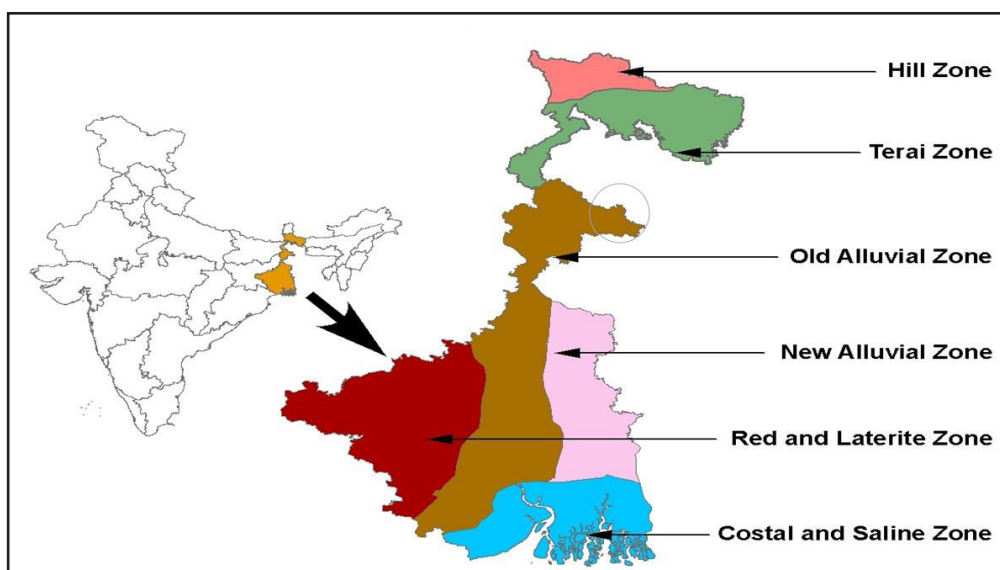 Hill Zone
Terai Zone
Old Alluvial Zone
New Alluvial Zone
Red and Laterite Zone
Costal and Saline Zone